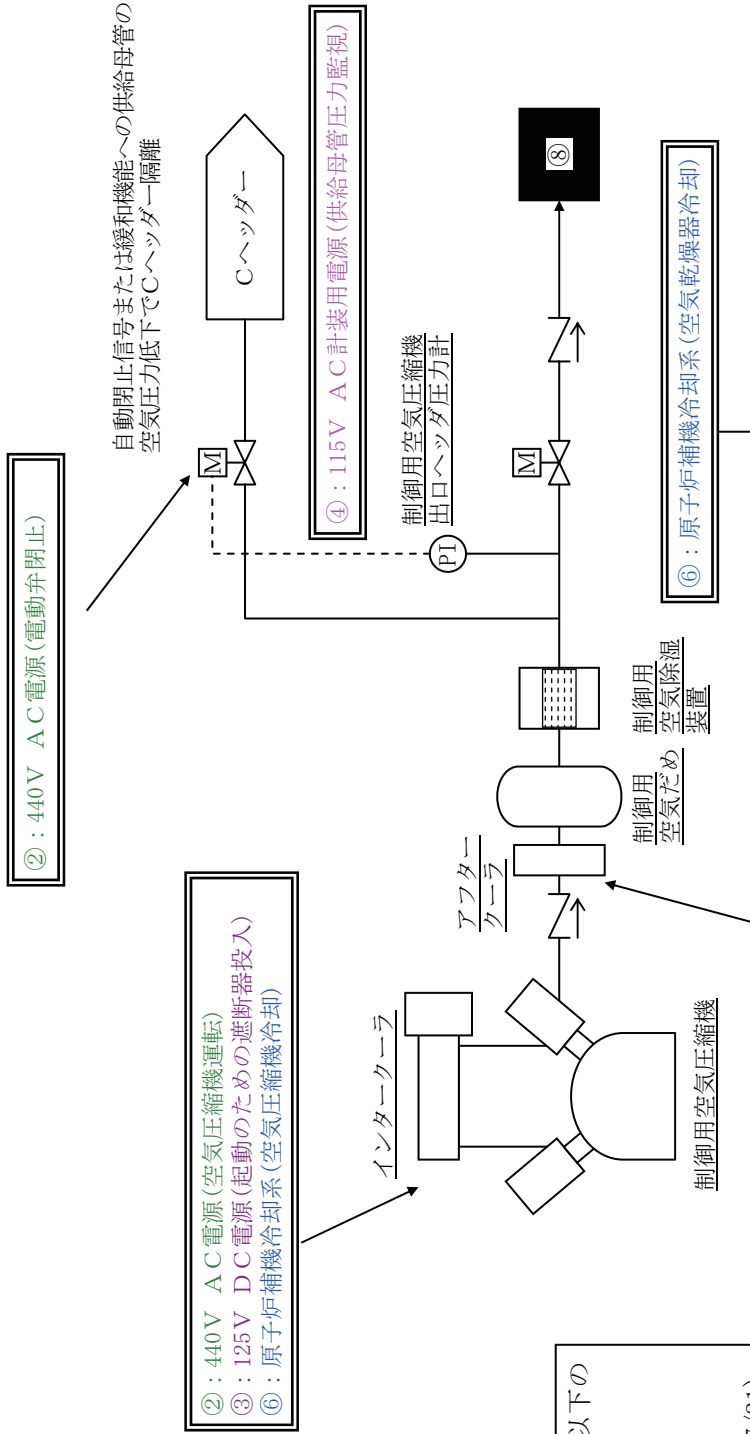 ②：440V AC電源(電動弁閉止)
自動閉止信号または緩和機能への供給母管の
空気圧力低下でCヘッダー隔離
M
Cヘッダー
④：115V AC計装用電源(供給母管圧力監視)
②：440V AC電源(空気圧縮機運転)
③：125V DC電源(起動のための遮断器投入)
⑥：原子炉補機冷却系(空気圧縮機冷却)
制御用空気圧縮機
出口ヘッダ圧力計
PI
M
⑧
インタークーラ
アフター
クーラ
制御用
空気だめ
制御用
空気除湿
装置
制御用空気圧縮機
⑥：原子炉補機冷却系(空気乾燥器冷却)
以下の